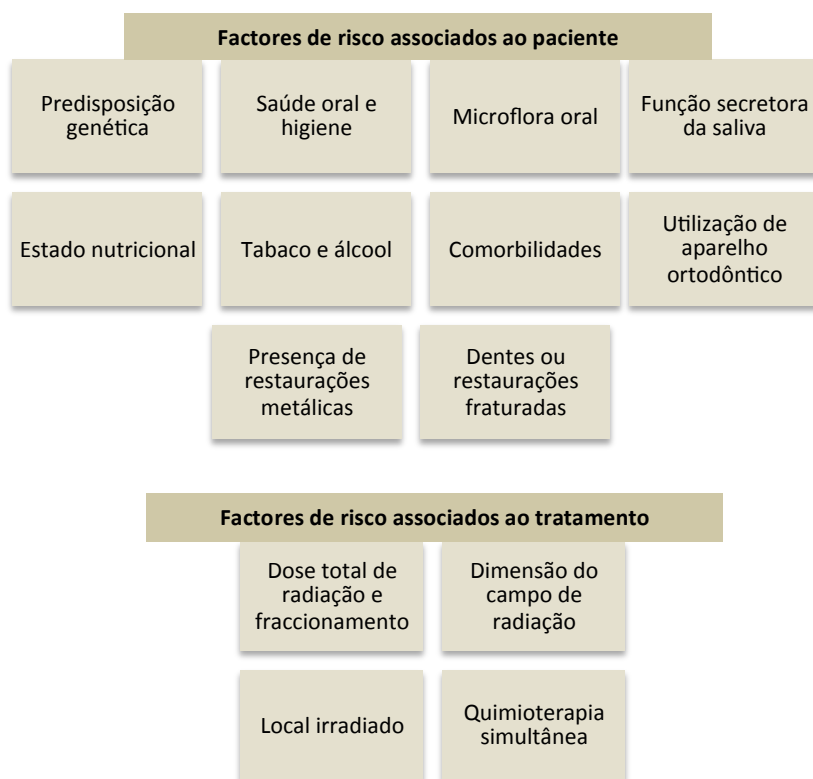 Factores de risco associados ao paciente
Predisposição
genética
Saúde oral e
higiene
Microflora oral
Função secretora
da saliva
Estado nutricional
Tabaco e álcool
Comorbilidades
Utilização de
aparelho
ortodôntico
Presença de
restaurações
metálicas
Dentes ou
restaurações
fraturadas
Factores de risco associados ao tratamento
Dose total de
radiação e
fraccionamento
Dimensão do
campo de
radiação
Local irradiado
Quimioterapia
simultânea